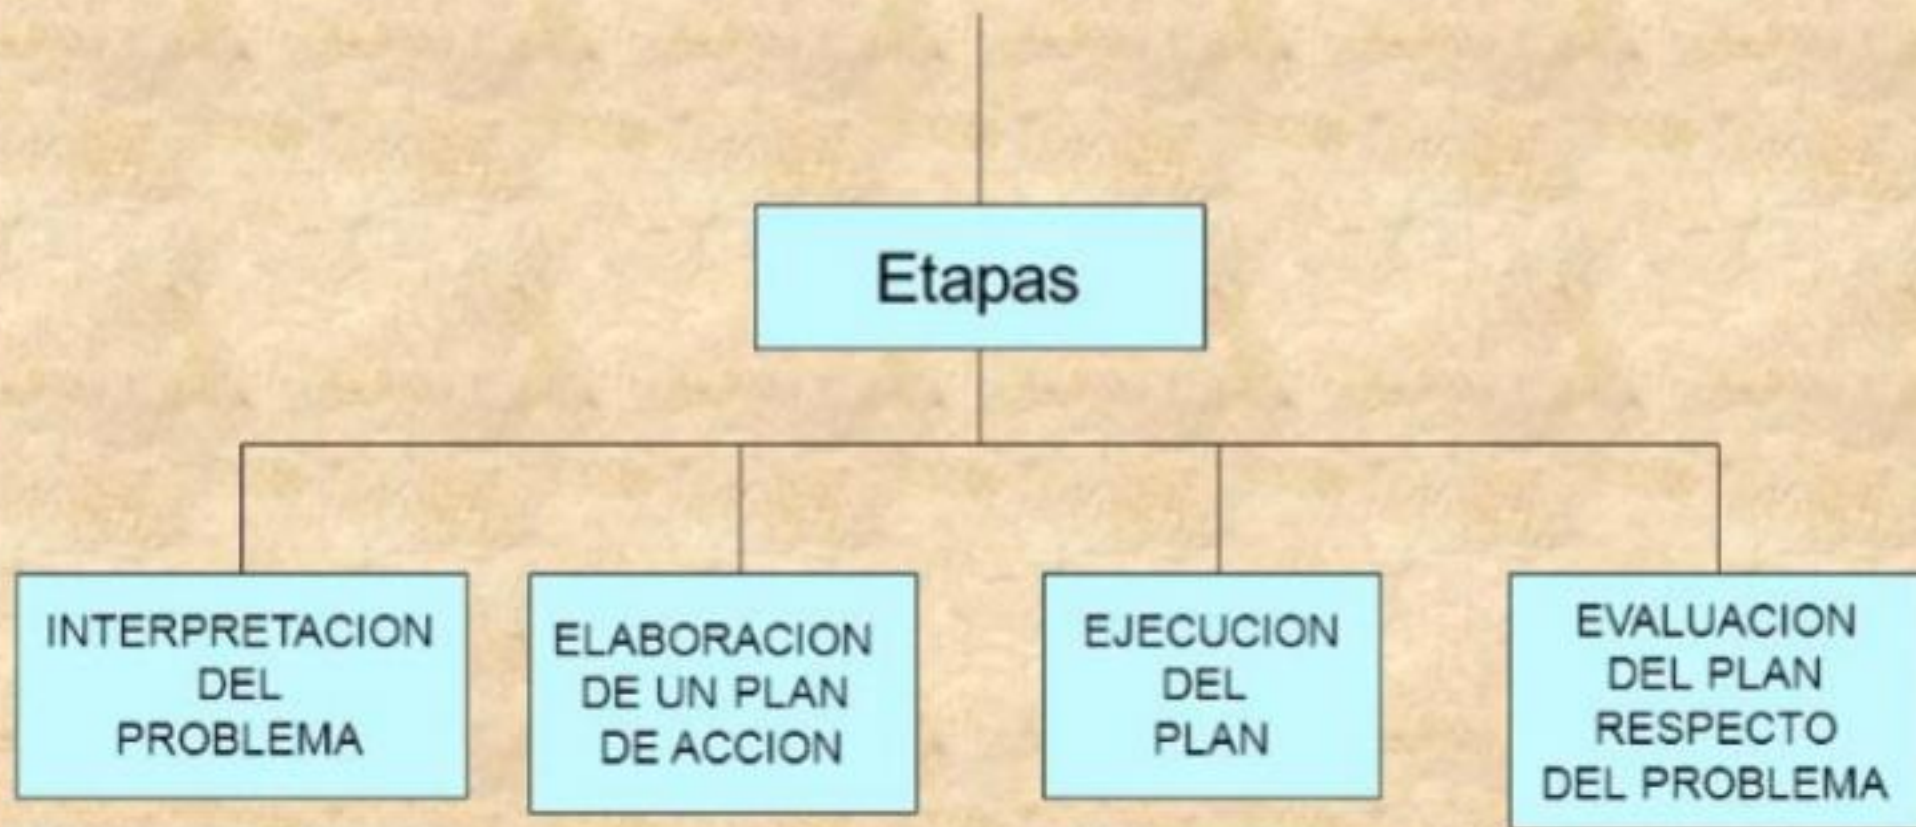 Etapas
INTERPRETACION
DEL
PROBLEMA
ELABORACION
DE UN PLAN
DE ACCION
EJECUCION
DEL
PLAN
EVALUACION
DEL PLAN
RESPECTO
DEL PROBLEMA